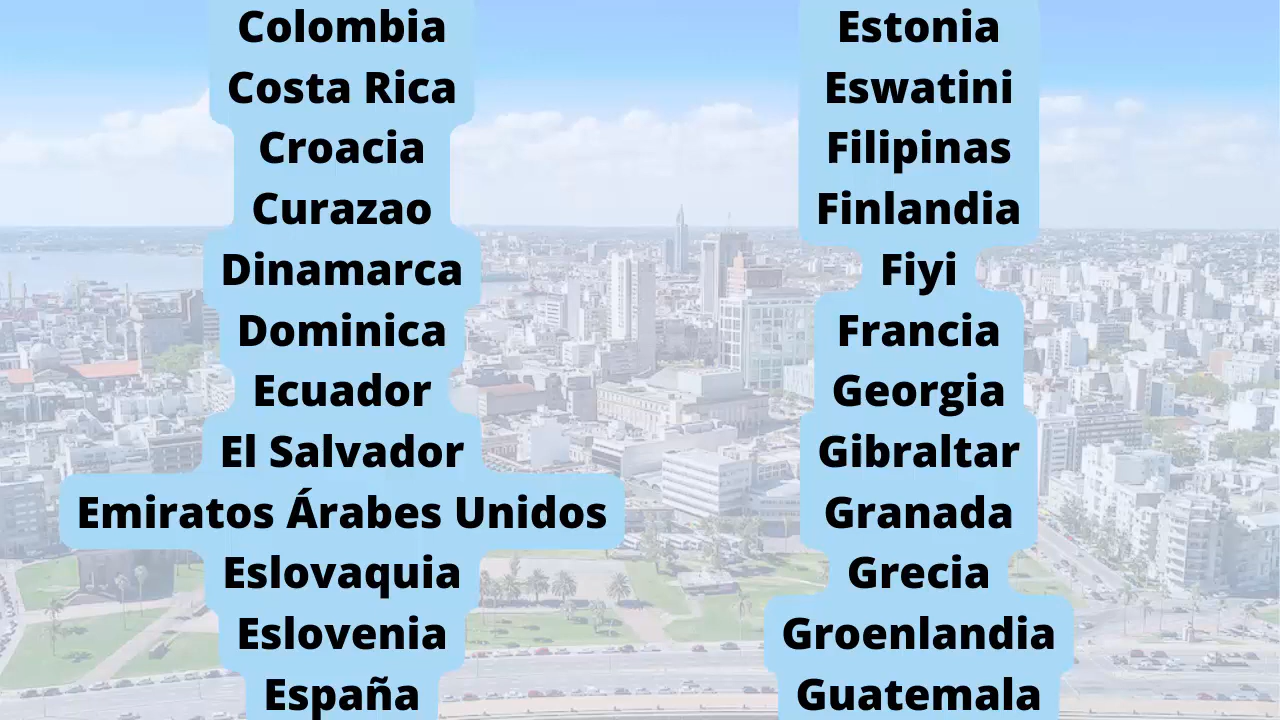 Colombia
Costa Rica
Croacia
Curazao
Dinamarca
Dominica
Ecuador
El Salvador
Emiratos Árabes Unidos
Eslovaquia
Eslovenia
España
Estonia
Eswatini
Filipinas
Finlandia
Fiyi
Francia
Georgia
Gibraltar
Granada
Grecia
Groenlandia
Guatemala